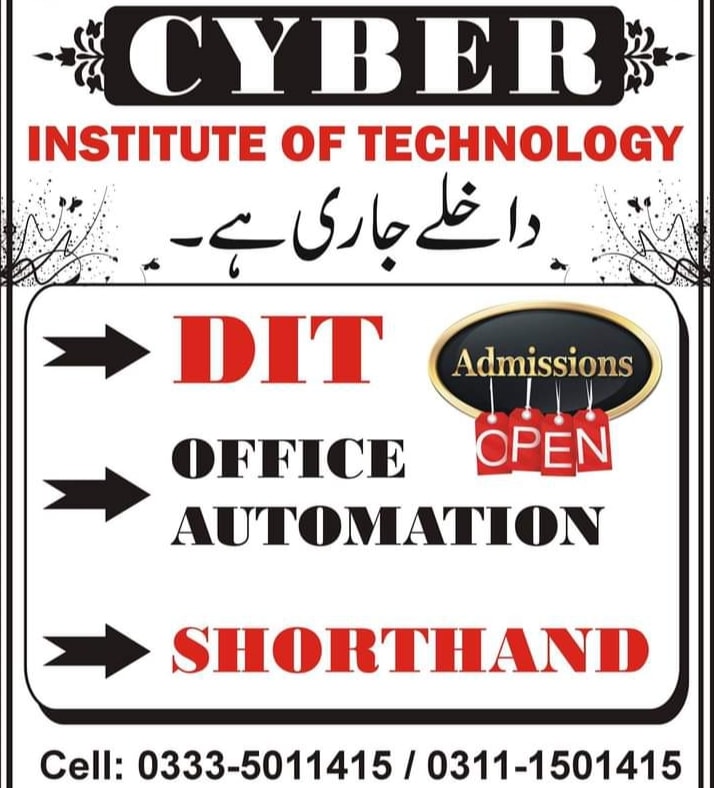 CYBER
INSTITUTE OF TECHNOLOGY
داخلے جاری ہے۔
DIT
Admissions
OPEN
OFFICE
AUTOMATION
SHORTHAND
Cell: 0333-5011415 / 0311-1501415